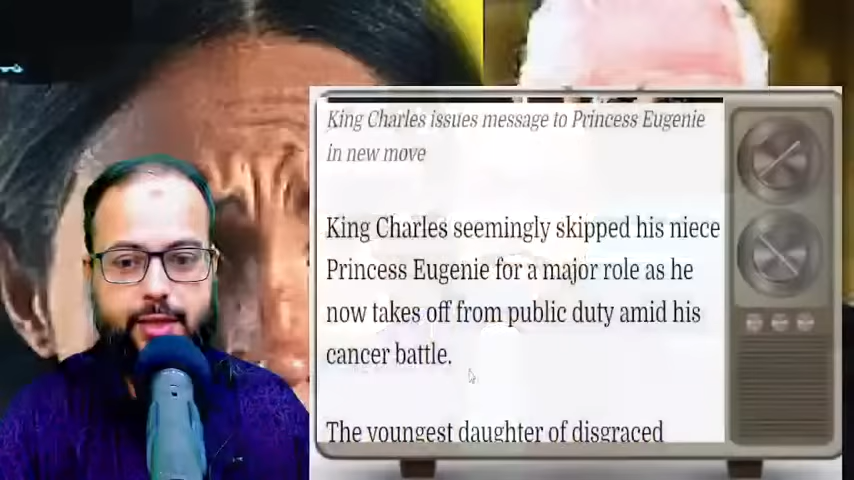 King Charles issues message to Princess Eugenie
in new move
King Charles seemingly skipped his niece
Princess Eugenie for a major role as he
now takes off from public duty amid his
cancer battle.
The youngest daughter of disgraced